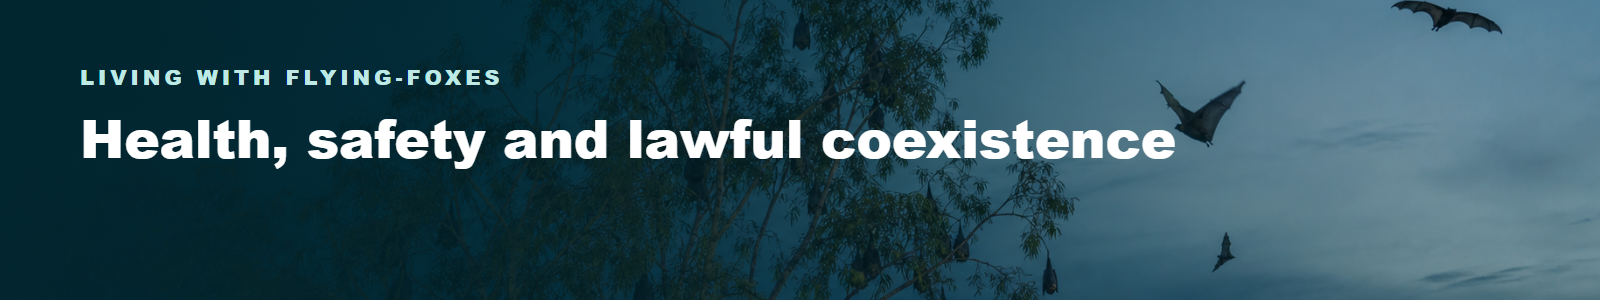 LIVING WITH FLYING-FOXES
Health, safety and lawful coexistence